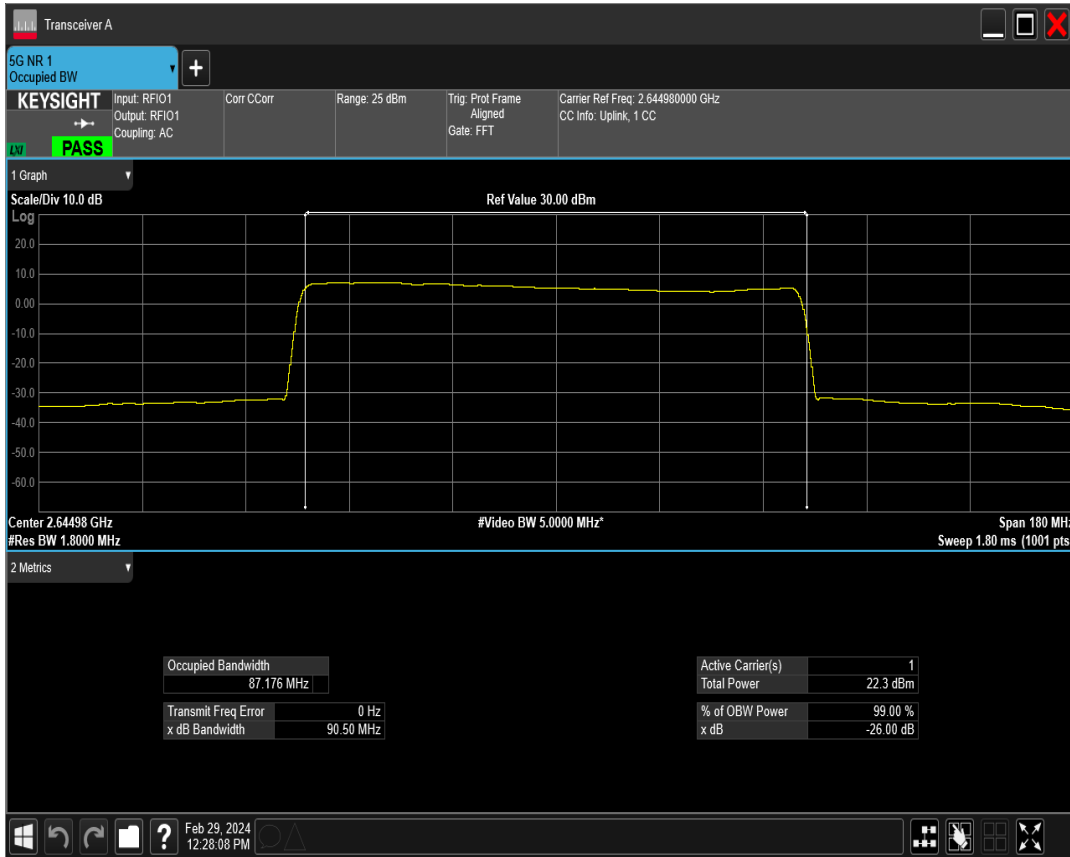 Transceiver A
5G NR 1
Occupied BW
KEYSIGHT
LXI
PASS
Input: RFIO1
Output: RFIO1
Coupling: AC
Corr CCorr
Range: 25 dBm
Trig: Prot Frame
Aligned
Gate: FFT
Carrier Ref Freq: 2.644980000 GHz
CC Info: Uplink, 1 CC
1 Graph
Scale/Div 10.0 dB
Ref Value 30.00 dBm
Log
20.0
10.0
0.00
-10.0
-20.0
-30.0
-40.0
-50.0
-60.0
Center 2.64498 GHz
#Video BW 5.0000 MHz*
Span 180 MHz
#Res BW 1.8000 MHz
Sweep 1.80 ms (1001 pts
2 Metrics
Occupied Bandwidth
87.176 MHz
Transmit Freq Error 0 Hz
x dB Bandwidth 90.50 MHz
Active Carrier(s) 1
Total Power 22.3 dBm
% of OBW Power 99.00 %
x dB -26.00 dB
Feb 29, 2024
12:28:08 PM